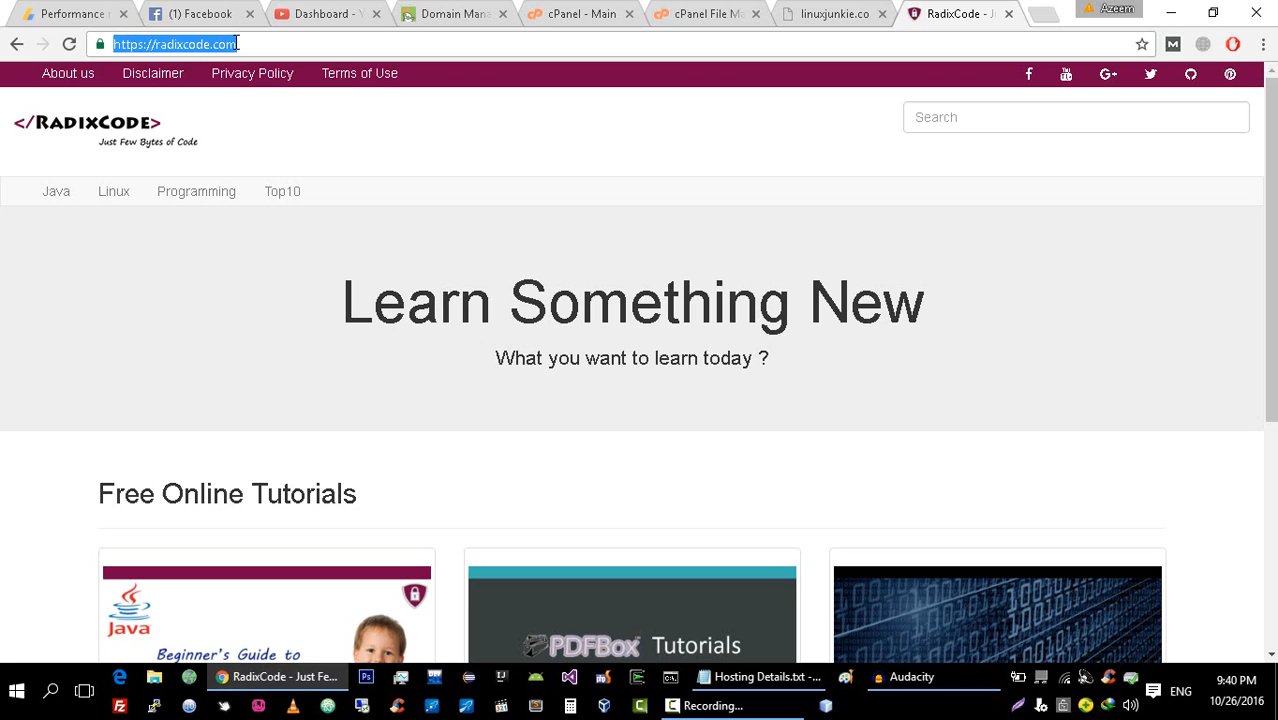 Performance r
(1) Facebook
Dashboard - Y
Domain Man
cPanel - Main
cPanel File M
linuxjunkie.co
RadixCode - J
Azeem
https://radixcode.com
About us
Disclaimer
Privacy Policy
Terms of Use
</RADIXCODE>
Just Few Bytes of Code
Search
Java
Linux
Programming
Top10
Learn Something New
What you want to learn today ?
Free Online Tutorials
Java
Beginner's Guide to
PDFBox Tutorials
RadixCode - Just Fe...
Hosting Details.txt -...
Audacity
9:40 PM
Recording...
ENG
10/26/2016